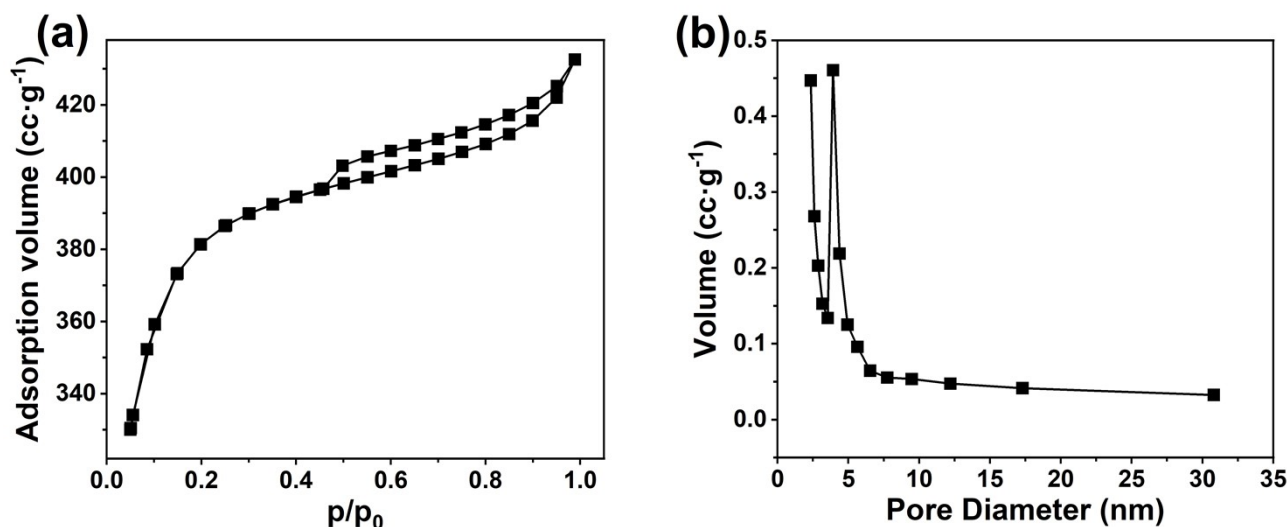 (a)
Adsorption volume (cc·g⁻¹)
420
400
380
360
340
0.0 0.2 0.4 0.6 0.8 1.0
p/p₀
(b)
Volume (cc·g⁻¹)
0.5
0.4
0.3
0.2
0.1
0.0
0 5 10 15 20 25 30 35
Pore Diameter (nm)